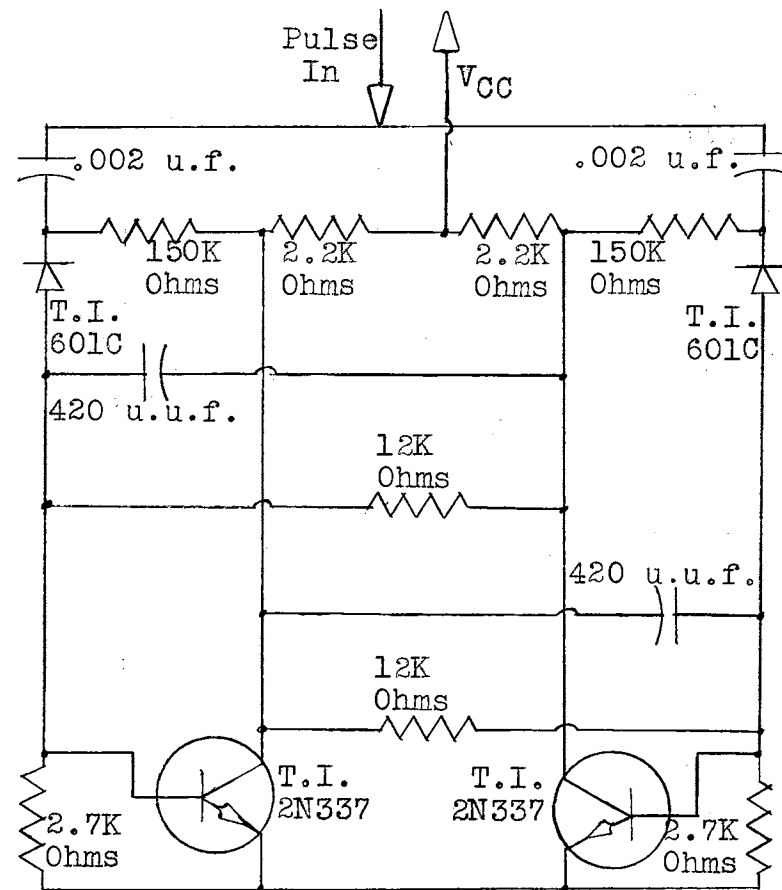 Pulse
In
VCC
.002 u.f.
.002 u.f.
150K
Ohms
2.2K
Ohms
2.2K
Ohms
150K
Ohms
T.I.
601C
T.I.
601C
420 u.u.f.
12K
Ohms
420 u.u.f.
12K
Ohms
T.I.
2N337
T.I.
2N337
2.7K
Ohms
2.7K
Ohms